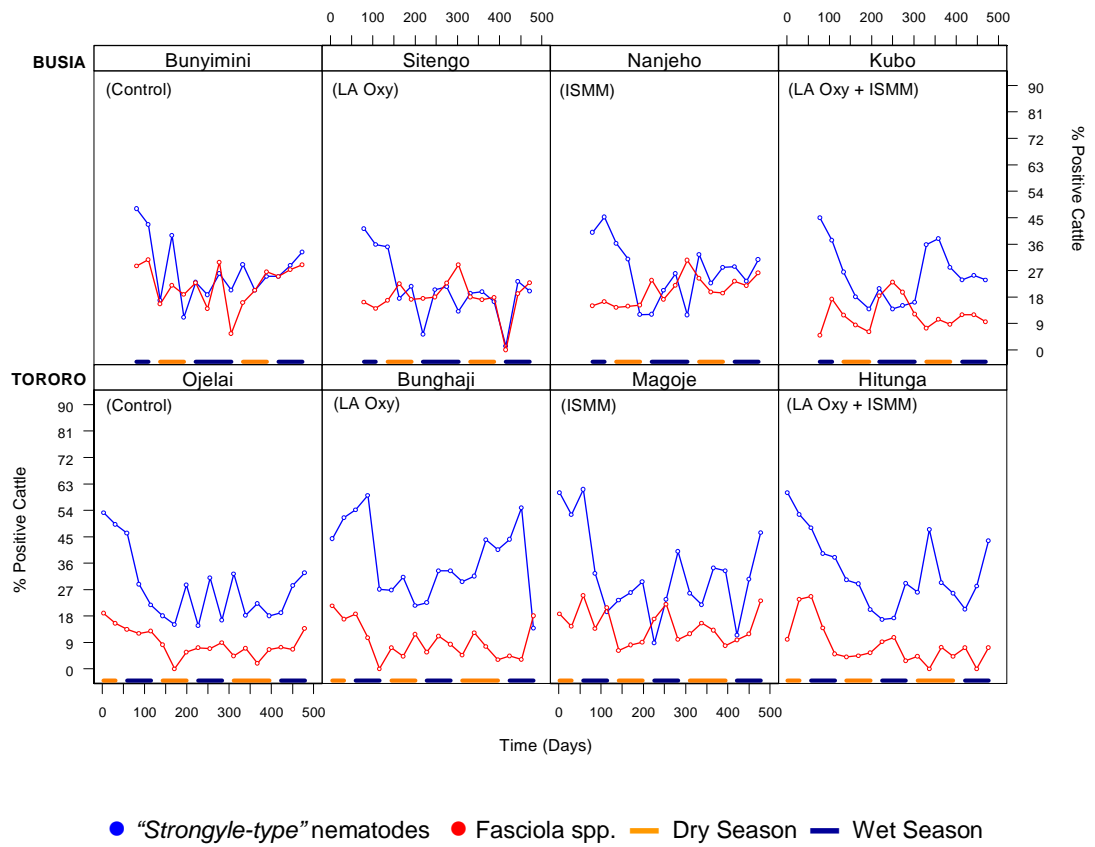 0 100 200 300 400 500 0 100 200 300 400 500
BUSIA Bunyimini Sitengo Nanjeho Kubo
(Control) (LA Oxy) (ISMM) (LA Oxy + ISMM)
90
81
72
63
54
45
36
27
18
9
0
% Positive Cattle
TORORO Ojelai Bunghaji Magoje Hitunga
(Control) (LA Oxy) (ISMM) (LA Oxy + ISMM)
90
81
72
63
54
45
36
27
18
9
0
% Positive Cattle
0 100 200 300 400 500 0 100 200 300 400 500
Time (Days)
“Strongyle-type” nematodes Fasciola spp. Dry Season Wet Season